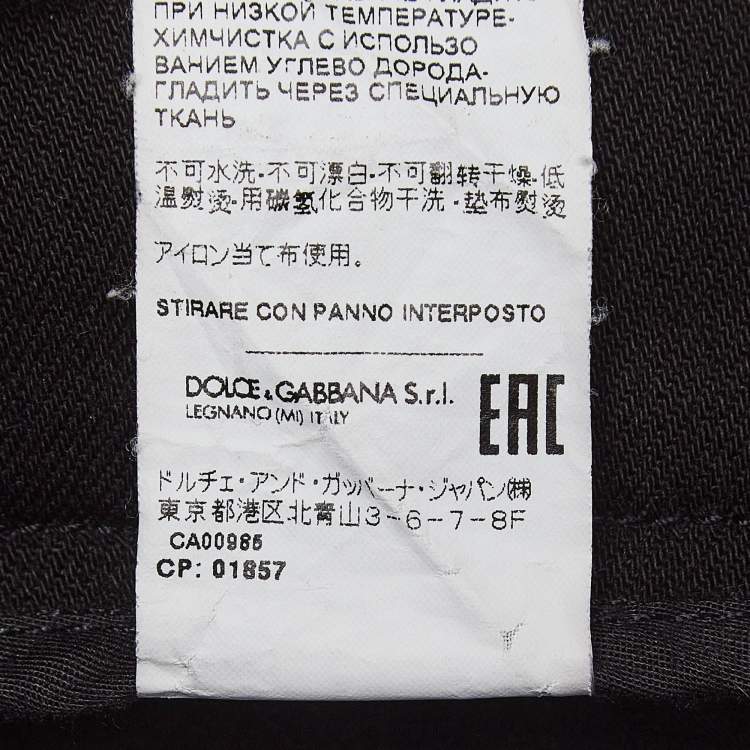 ПРИ НИЗКОЙ ТЕМПЕРАТУРЕ-
ХИМЧИСТКА С ИСПОЛЬЗО
ВАНИЕМ УГЛЕВО ДОРОДА-
ГЛАДИТЬ ЧЕРЕЗ СПЕЦИАЛЬНУЮ
ТКАНЬ
不可水洗·不可漂白·不可翻转干燥·低
温熨烫·用碳氢化合物干洗·垫布熨烫
アイロン当て布使用。
STIRARE CON PANNO INTERPOSTO
DOLCE & GABBANA S.r.l.
LEGNANO (MI) ITALY
EAC
ドルチェ・アンド・ガッバーナ・ジャパン㈱
東京都港区北青山3-6-7-8F
CA00985
CP: 01857